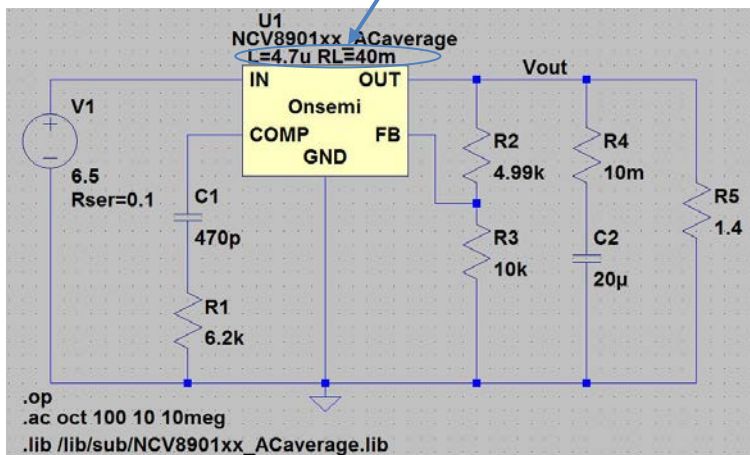 U1
NCV8901xx_ACaverage
L=4.7u RL=40m
IN OUT
Vout
V1
Onsemi
COMP FB
R2
R4
GND
4.99k
10m
6.5
Rser=0.1
C1
R5
R3
C2
1.4
470p
10k
20µ
R1
6.2k
.op
.ac oct 100 10 10meg
.lib /lib/sub/NCV8901xx_ACaverage.lib